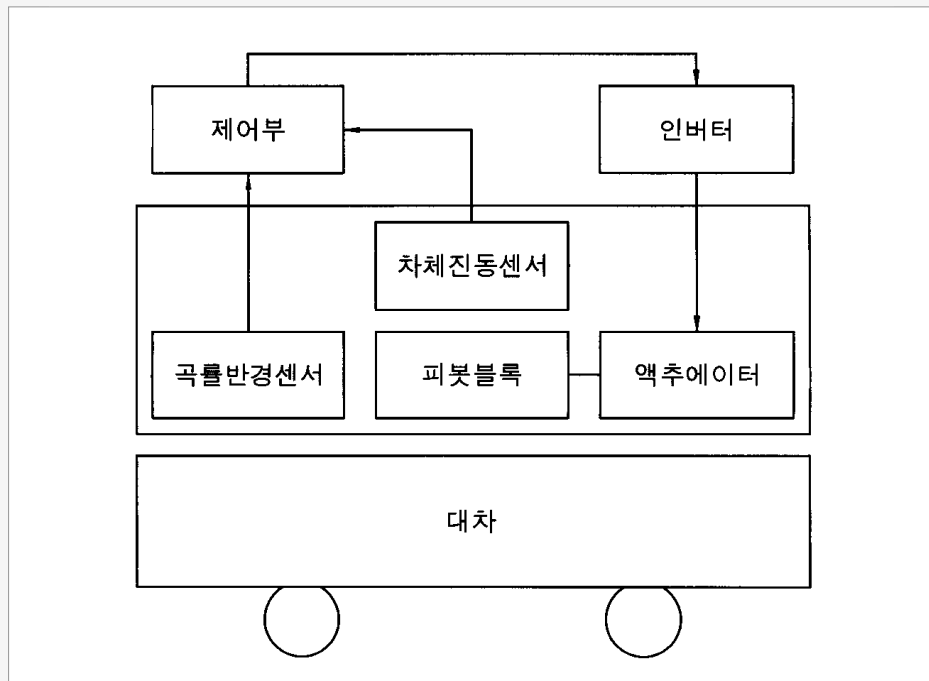 제어부
인버터
차체진동센서
곡률반경센서
피봇블록
액추에이터
대차